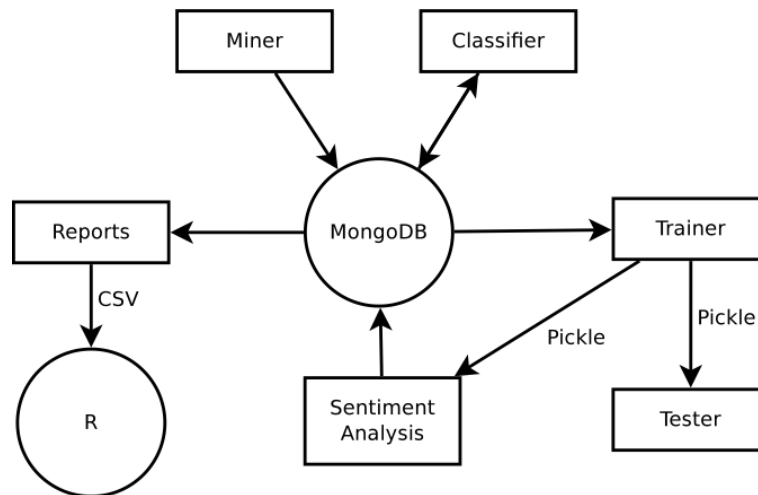 Miner
Classifier
Reports
MongoDB
Trainer
CSV
Pickle
Pickle
R
Sentiment
Analysis
Tester